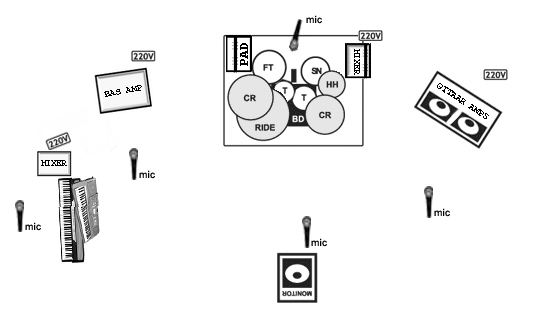 mic
220V
PAD
MIXER
220V
BAS AMP
FT
SN
HH
T
T
CR
BD
CR
RIDE
220V
GITAAR AMPS
220V
MIXER
mic
mic
mic
mic
MONITOR